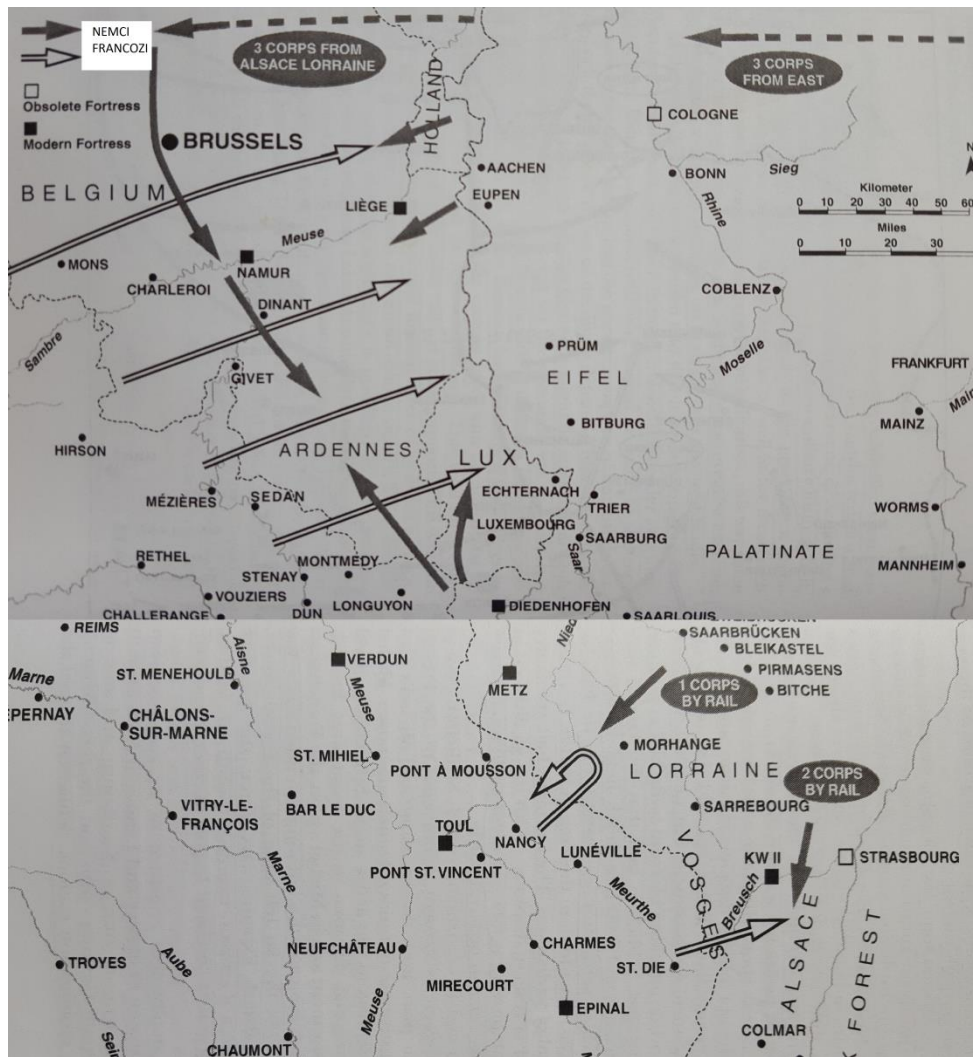 NEMCI
FRANCOZI
3 CORPS FROM
ALSACE LORRAINE
3 CORPS
FROM EAST
Obsolete Fortress
Modern Fortress
HOLLAND
COLOGNE
BRUSSELS
AACHEN
BONN
Sieg
N
BELGIUM
EUPEN
Rhine
Kilometer
10 20 30 40 50 60
Miles
0 10 20 30
LIÈGE
Meuse
MONS
NAMUR
CHARLEROI
COBLENZ
DINANT
Sambre
PRÜM
Moselle
EIFEL
FRANKFURT
GIVET
Main
MAINZ
BITBURG
HIRSON
ARDENNES
LUX
ECHTERNACH
MÉZIÈRES
SEDAN
TRIER
WORMS
LUXEMBOURG
SAARBURG
Saar
PALATINATE
RETHEL
MONTMEDY
STENAY
MANNHEIM
VOUZIERS
LONGUYON
DIEDENHOFEN
DUN
CHALLERANGE
SAARLOUIS
REIMS
SAARBRÜCKEN
Aisne
BLEIKASTEL
VERDUN
PIRMASENS
Marne
ST. MENEHOULD
METZ
1 CORPS
BY RAIL
BITCHE
EPERNAY
Meuse
CHÂLONS-
SUR-MARNE
MORHANGE
ST. MIHIEL
PONT À MOUSSON
LORRAINE
2 CORPS
BY RAIL
BAR LE DUC
SARREBOURG
VITRY-LE-
FRANÇOIS
TOUL
NANCY
LUNÉVILLE
VOSGES
KW II
STRASBOURG
PONT ST. VINCENT
Marne
Meurthe
Breusch
ALSACE
FOREST
NEUFCHÂTEAU
CHARMES
TROYES
Aube
MIRECOURT
ST. DIE
Meuse
EPINAL
COLMAR
CHAUMONT